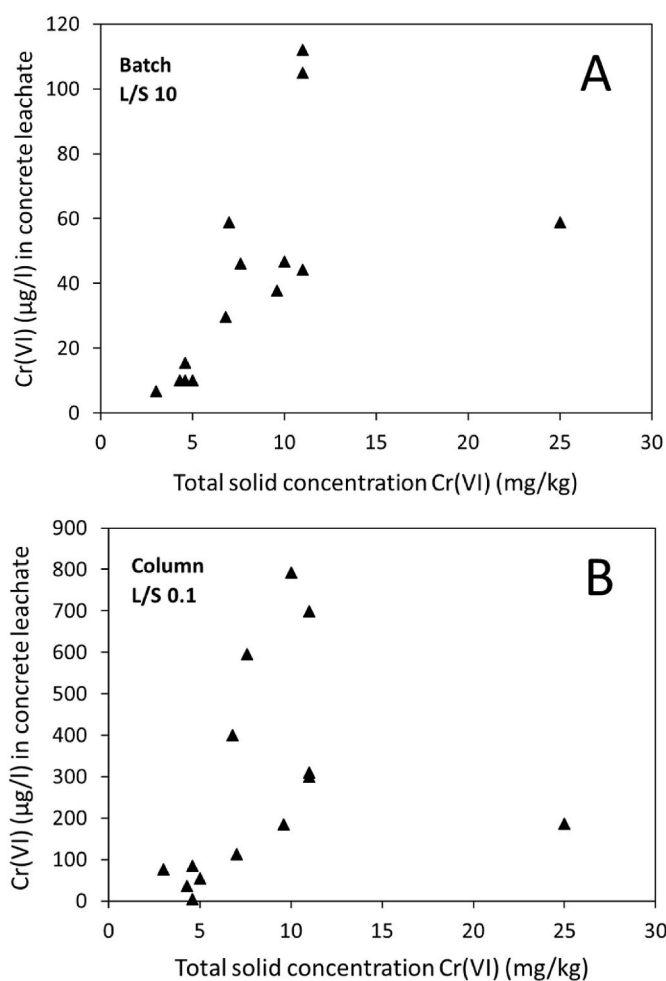 120
100
80
60
40
20
0
Cr(VI) (µg/l) in concrete leachate
Batch
L/S 10
A
0 5 10 15 20 25 30
Total solid concentration Cr(VI) (mg/kg)
900
800
700
600
500
400
300
200
100
0
Cr(VI) (µg/l) in concrete leachate
Column
L/S 0.1
B
0 5 10 15 20 25 30
Total solid concentration Cr(VI) (mg/kg)